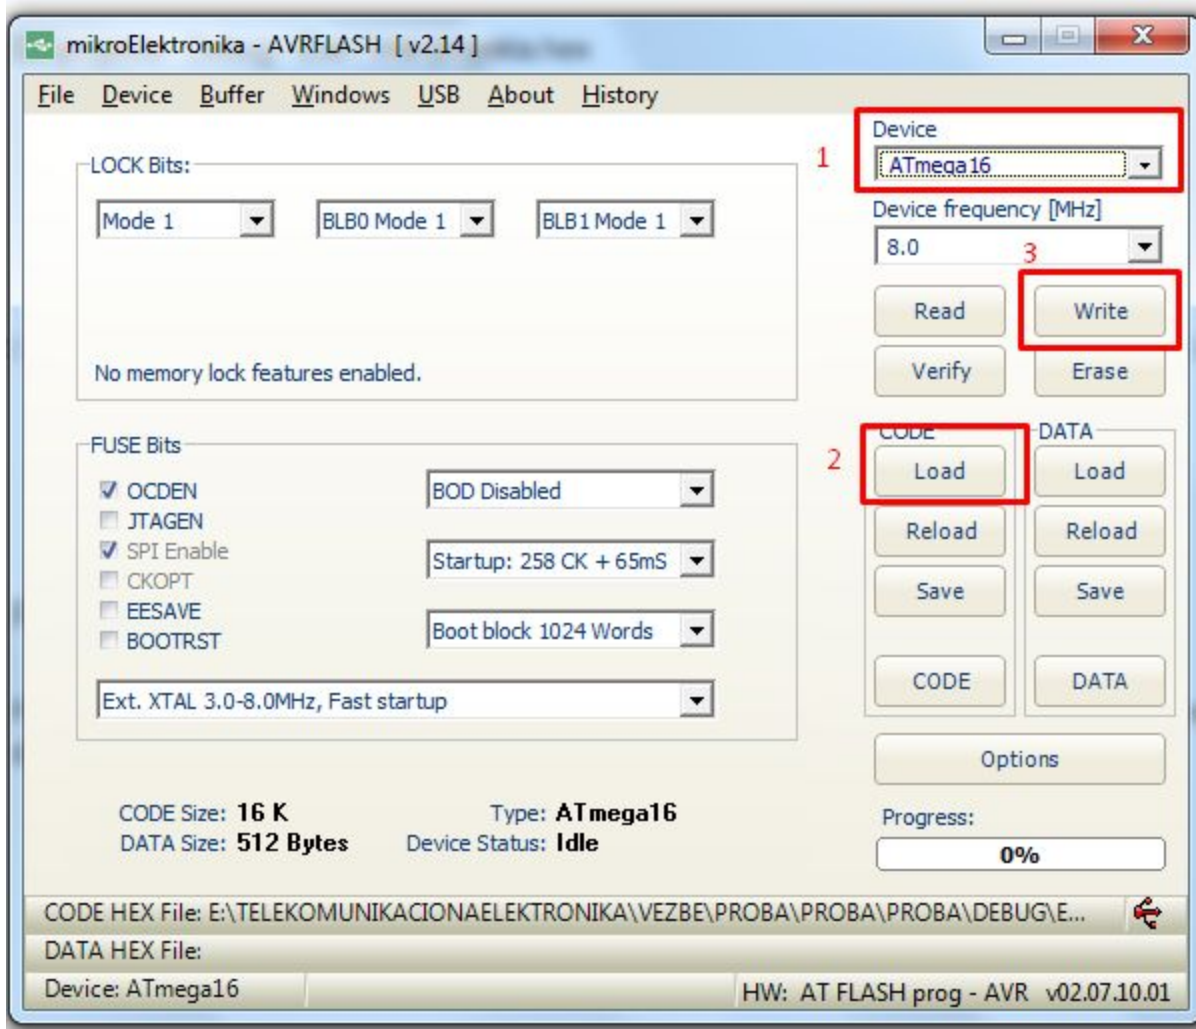 mikroElektronika - AVRFLASH [ v2.14 ]
File Device Buffer Windows USB About History
LOCK Bits:
Mode 1
BLB0 Mode 1
BLB1 Mode 1
No memory lock features enabled.
1
Device
ATmega16
Device frequency [MHz]
8.0
3
Read
Write
Verify
Erase
FUSE Bits
OCDEN
JTAGEN
SPI Enable
CKOPT
EESAVE
BOOTRST
BOD Disabled
Startup: 258 CK + 65mS
Boot block 1024 Words
Ext. XTAL 3.0-8.0MHz, Fast startup
2
CODE
Load
Reload
Save
CODE
DATA
Load
Reload
Save
DATA
Options
CODE Size: 16 K
DATA Size: 512 Bytes
Type: ATmega16
Device Status: Idle
Progress:
0%
CODE HEX File: E:\TELEKOMUNIKACIONAELEKTRONIKA\VEZBE\PROBA\PROBA\PROBA\DEBUG\E...
DATA HEX File:
Device: ATmega16
HW: AT FLASH prog - AVR v02.07.10.01